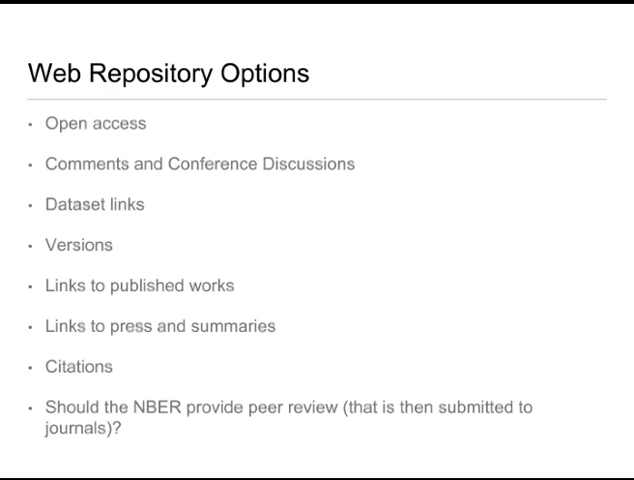 Web Repository Options
• Open access
• Comments and Conference Discussions
• Dataset links
• Versions
• Links to published works
• Links to press and summaries
• Citations
• Should the NBER provide peer review (that is then submitted to
journals)?